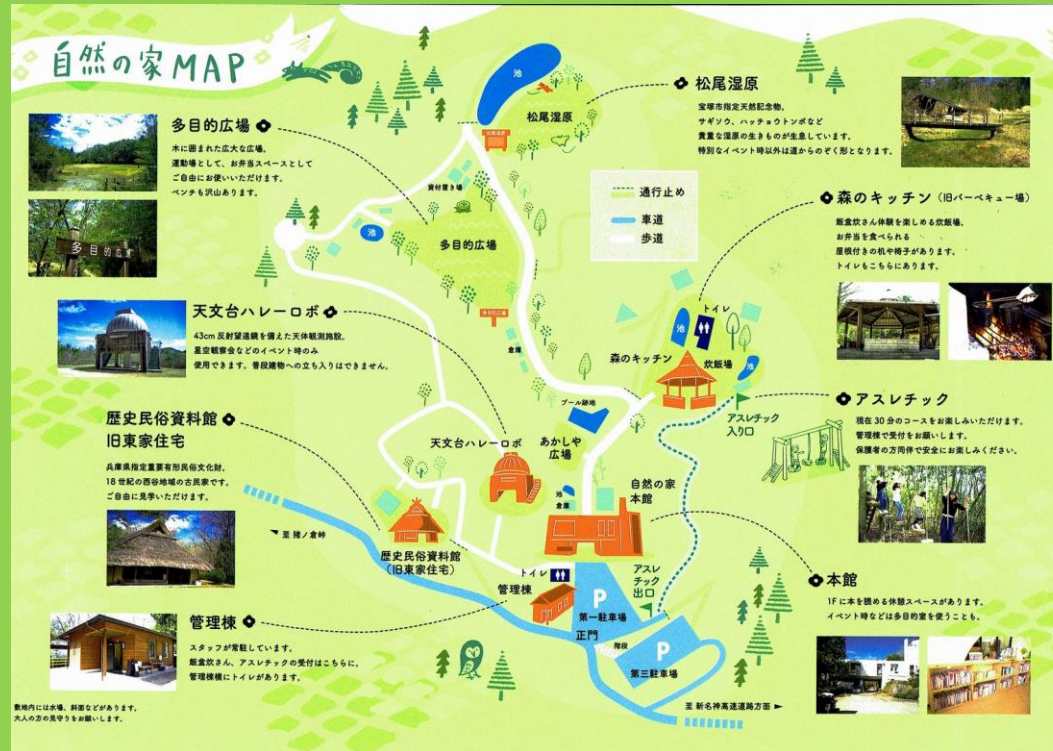 自然の家MAP
多目的広場
木に囲まれた広大な広場。
運動場として、お弁当スペースとして
ご自由にお使いいただけます。
ベンチも沢山あります。
多目的広場
天文台ハレーロボ
43cm 反射望遠鏡を備えた天体観測施設。
星空観察会などのイベント時のみ
使用できます。普段建物への立ち入りはできません。
歴史民俗資料館
旧東家住宅
兵庫県指定重要有形民俗文化財。
18世紀の西谷地域の古民家です。
ご自由に見学いただけます。
管理棟
スタッフが常駐しています。
飯盒炊さん、アスレチックの受付はこちらに。
管理棟横にトイレがあります。
敷地内には水場、斜面などがあります。
大人の方の見守りをお願いします。
池
松尾湿原
松尾湿原
資材置き場
池
多目的広場
多目的広場
倉庫
通行止め
車道
歩道
トイレ
池
森のキッチン
炊飯場
池
アスレチック
入り口
プール跡地
あかしや
広場
天文台ハレーロボ
池
倉庫
自然の家
本館
至 猪ノ倉峠
歴史民俗資料館
(旧東家住宅)
トイレ
管理棟
P
第一駐車場
アスレ
チック
出口
正門
階段
P
第三駐車場
至 新名神高速道路方面
松尾湿原
宝塚市指定天然記念物。
サギソウ、ハッチョウトンボなど
貴重な湿原の生きものが生息しています。
特別なイベント時以外は道からのぞく形となります。
森のキッチン(旧バーベキュー場)
飯盒炊さん体験を楽しめる炊飯場。
お弁当を食べられる
屋根付きの机や椅子があります。
トイレもこちらにあります。
アスレチック
現在30分のコースをお楽しみいただけます。
管理棟で受付をお願いします。
保護者の方同伴で安全にお楽しみください。
本館
1Fに本を読める休憩スペースがあります。
イベント時などは多目的室を使うことも。